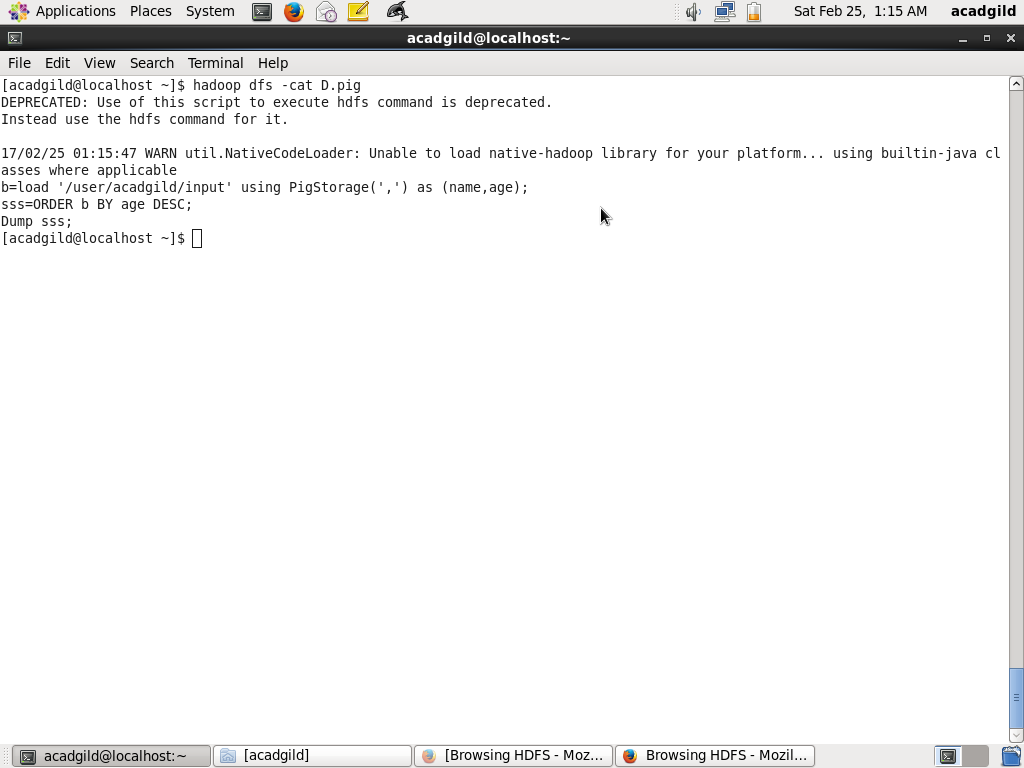 Applications Places System Sat Feb 25, 1:15 AM acadgild
acadgild@localhost:~
File Edit View Search Terminal Help
[acadgild@localhost ~]$ hadoop dfs -cat D.pig
DEPRECATED: Use of this script to execute hdfs command is deprecated.
Instead use the hdfs command for it.
17/02/25 01:15:47 WARN util.NativeCodeLoader: Unable to load native-hadoop library for your platform... using builtin-java cl
asses where applicable
b=load '/user/acadgild/input' using PigStorage(',') as (name,age);
sss=ORDER b BY age DESC;
Dump sss;
[acadgild@localhost ~]$
acadgild@localhost:~ [acadgild] [Browsing HDFS - Moz... Browsing HDFS - Mozil...